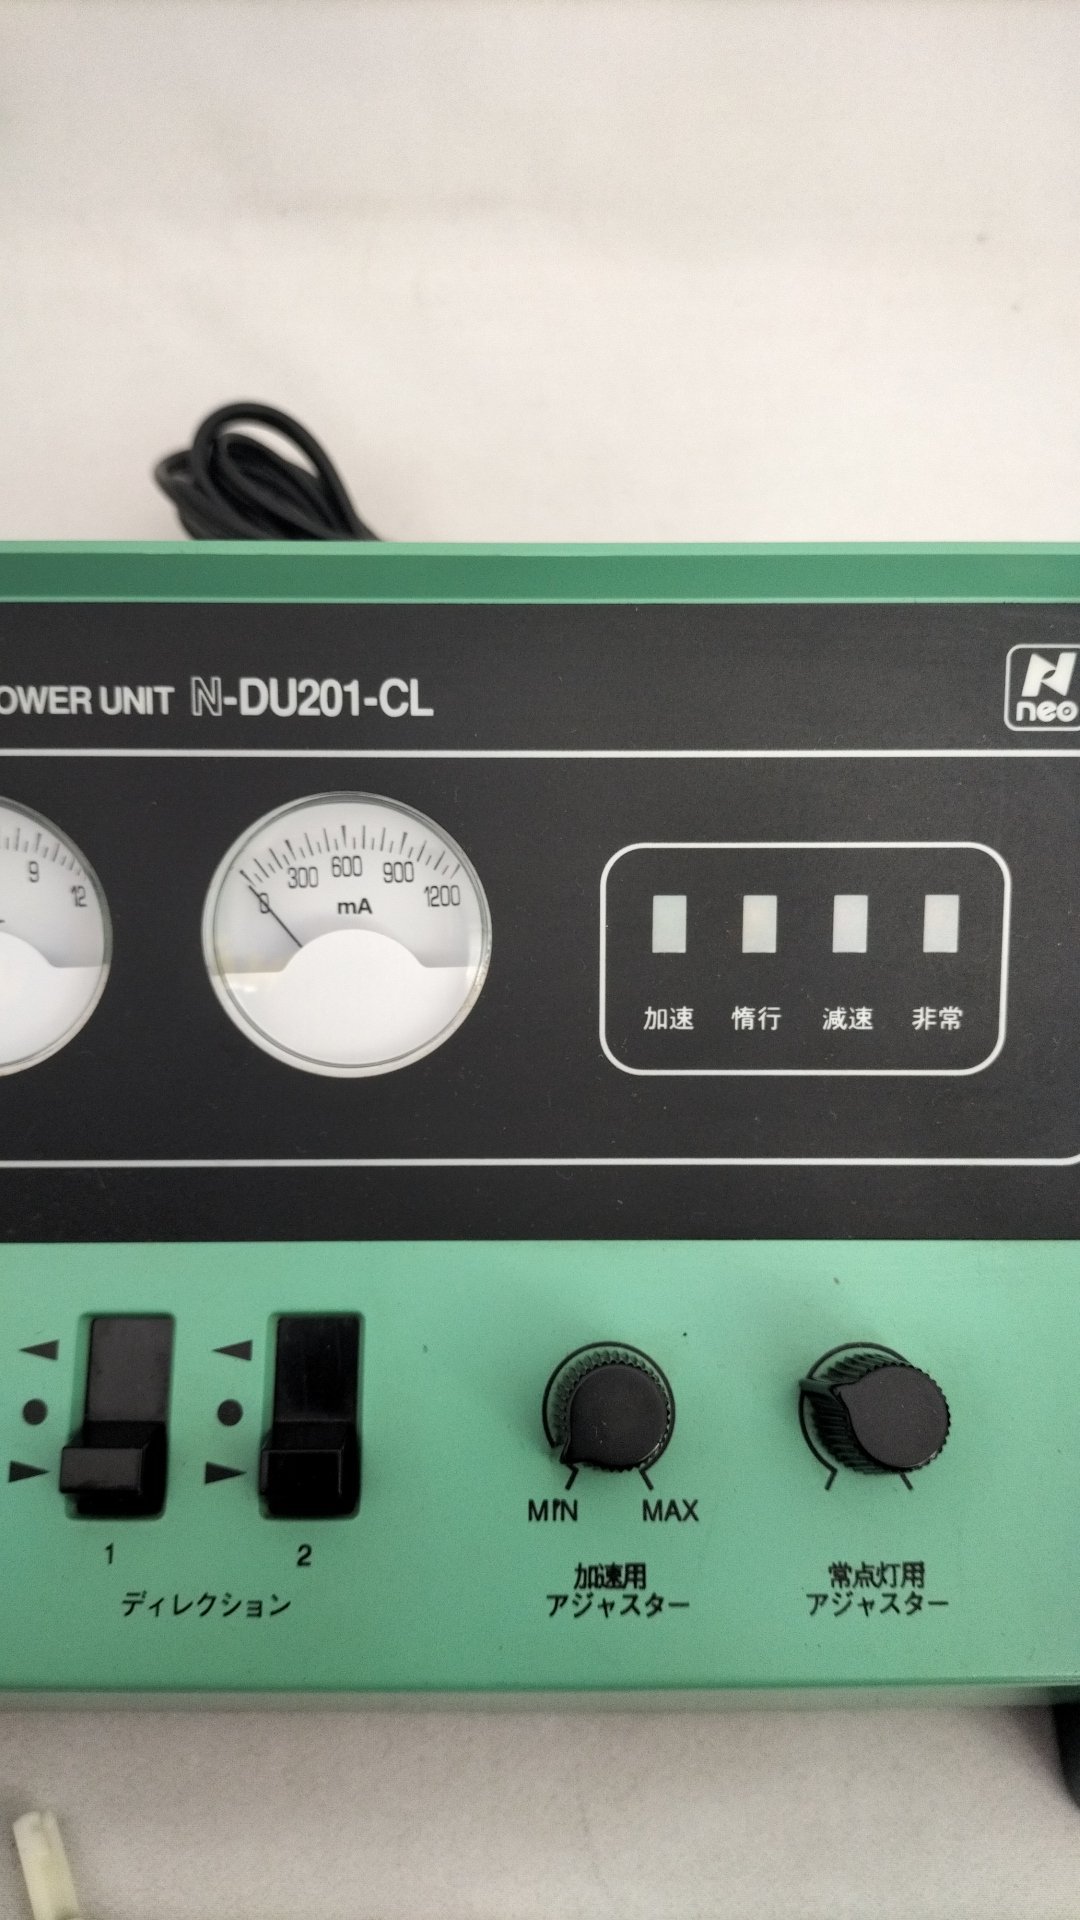 OWER UNIT N-DU201-CL
neo
9
12
0
300
600
900
1200
mA
加速
惰行
減速
非常
1
2
ディレクション
MIN
MAX
加速用
アジャスター
常点灯用
アジャスター